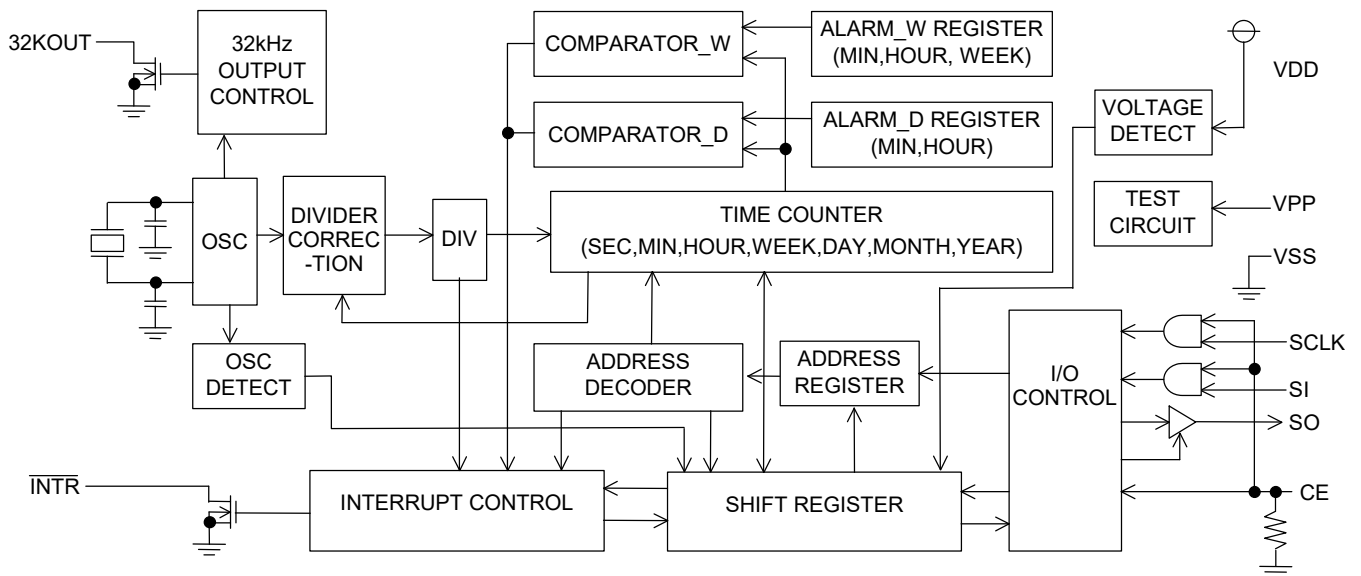 32KOUT
32kHz
OUTPUT
CONTROL
COMPARATOR_W
ALARM_W REGISTER
(MIN,HOUR, WEEK)
VDD
COMPARATOR_D
ALARM_D REGISTER
(MIN,HOUR)
VOLTAGE
DETECT
OSC
DIVIDER
CORREC
-TION
DIV
TIME COUNTER
(SEC,MIN,HOUR,WEEK,DAY,MONTH,YEAR)
TEST
CIRCUIT
VPP
VSS
OSC
DETECT
ADDRESS
DECODER
ADDRESS
REGISTER
I/O
CONTROL
SCLK
SI
SO
INTR
INTERRUPT CONTROL
SHIFT REGISTER
CE